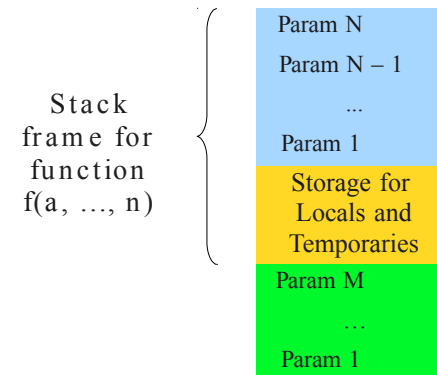 Stack
frame for
function
f(a, ..., n)
Param N
Param N – 1
...
Param 1
Storage for
Locals and
Temporaries
Param M
...
Param 1